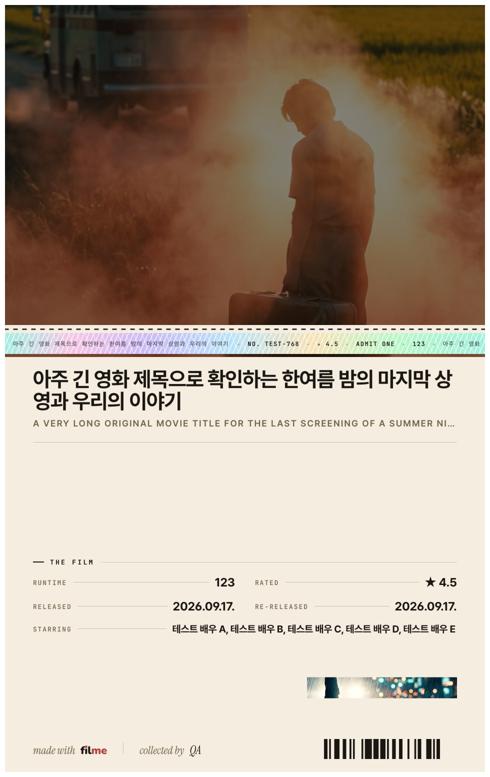 아주 긴 영화 제목으로 확인하는 한여름 밤의 마지막 상영과 우리의 이야기 NO. TEST-768 ★ 4.5 ADMIT ONE 123 아주 긴 영화
아주 긴 영화 제목으로 확인하는 한여름 밤의 마지막 상
영과 우리의 이야기
A VERY LONG ORIGINAL MOVIE TITLE FOR THE LAST SCREENING OF A SUMMER NI...
THE FILM
RUNTIME 123 RATED ★ 4.5
RELEASED 2026.09.17. RE-RELEASED 2026.09.17.
STARRING 테스트 배우 A, 테스트 배우 B, 테스트 배우 C, 테스트 배우 D, 테스트 배우 E
made with filme collected by QA